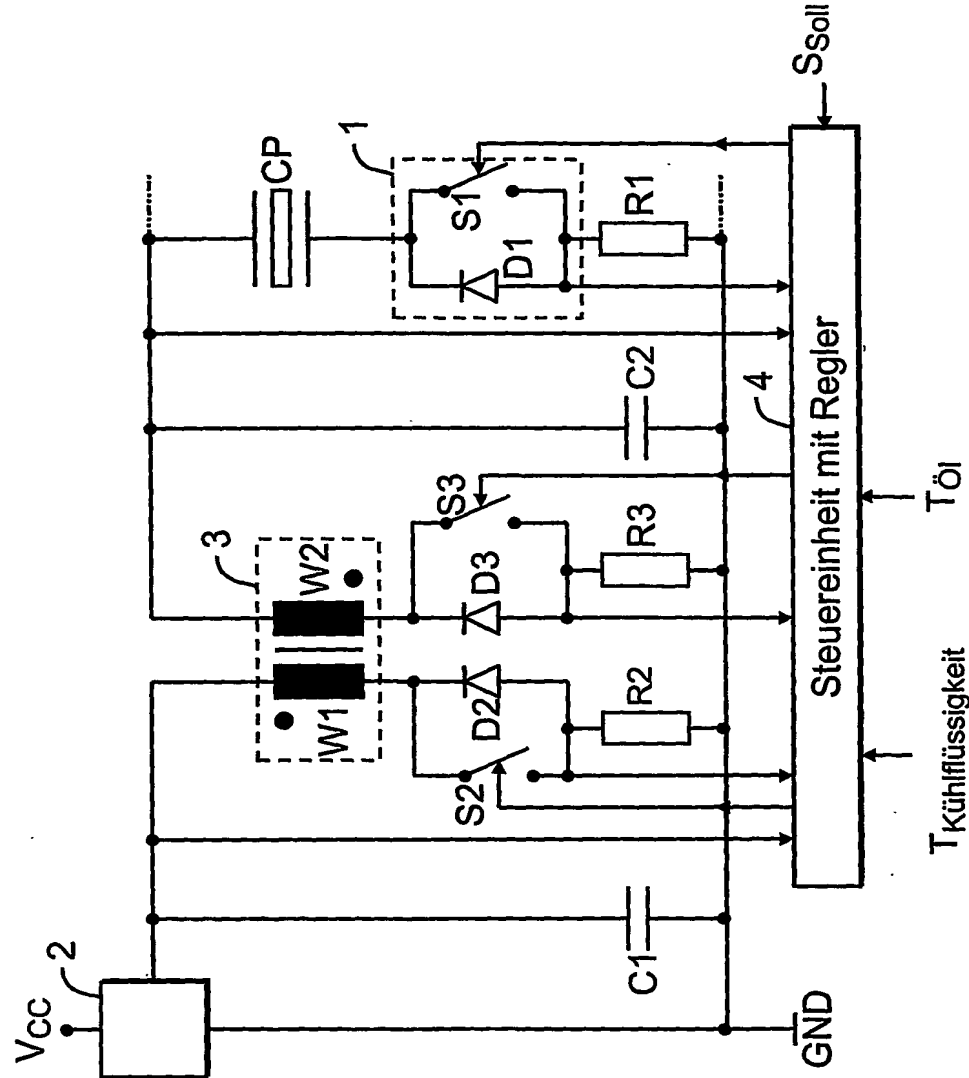 VCC
2
C1
GND
3
W1
W2
S2
D2
R2
D3
S3
R3
C2
CP
1
S1
D1
R1
4
Steuereinheit mit Regler
SSoll
TKühlflüssigkeit
TÖl